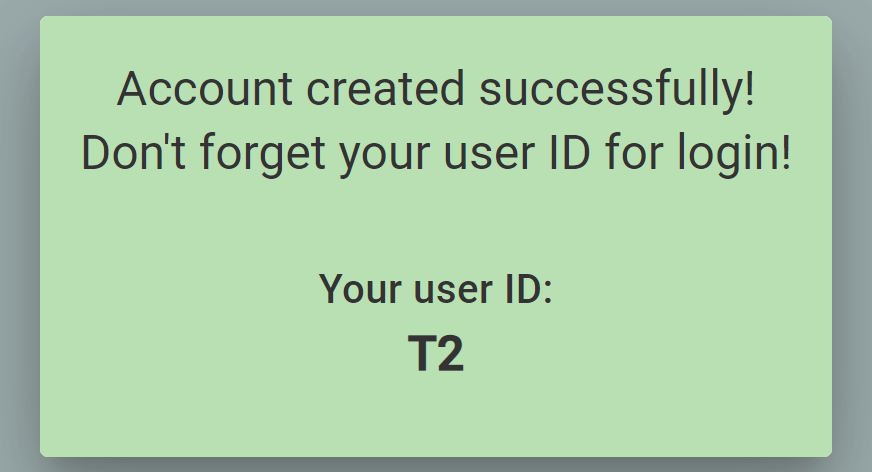 Account created successfully!
Don't forget your user ID for login!
Your user ID:
T2